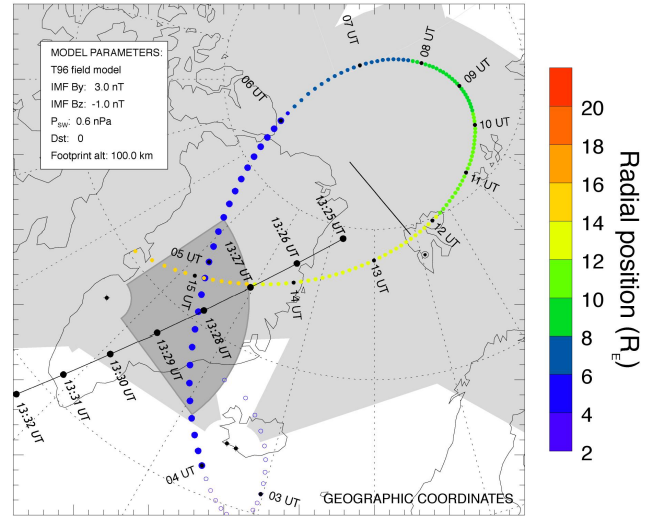 MODEL PARAMETERS:
T96 field model
IMF By: 3.0 nT
IMF Bz: -1.0 nT
PSW: 0.6 nPa
Dst: 0
Footprint alt: 100.0 km
07 UT
08 UT
09 UT
10 UT
11 UT
12 UT
13 UT
14 UT
15 UT
06 UT
05 UT
04 UT
03 UT
13:25 UT
13:26 UT
13:27 UT
13:28 UT
13:29 UT
13:30 UT
13:31 UT
13:32 UT
GEOGRAPHIC COORDINATES
20
18
16
14
12
10
8
6
4
2
Radial position (RE)